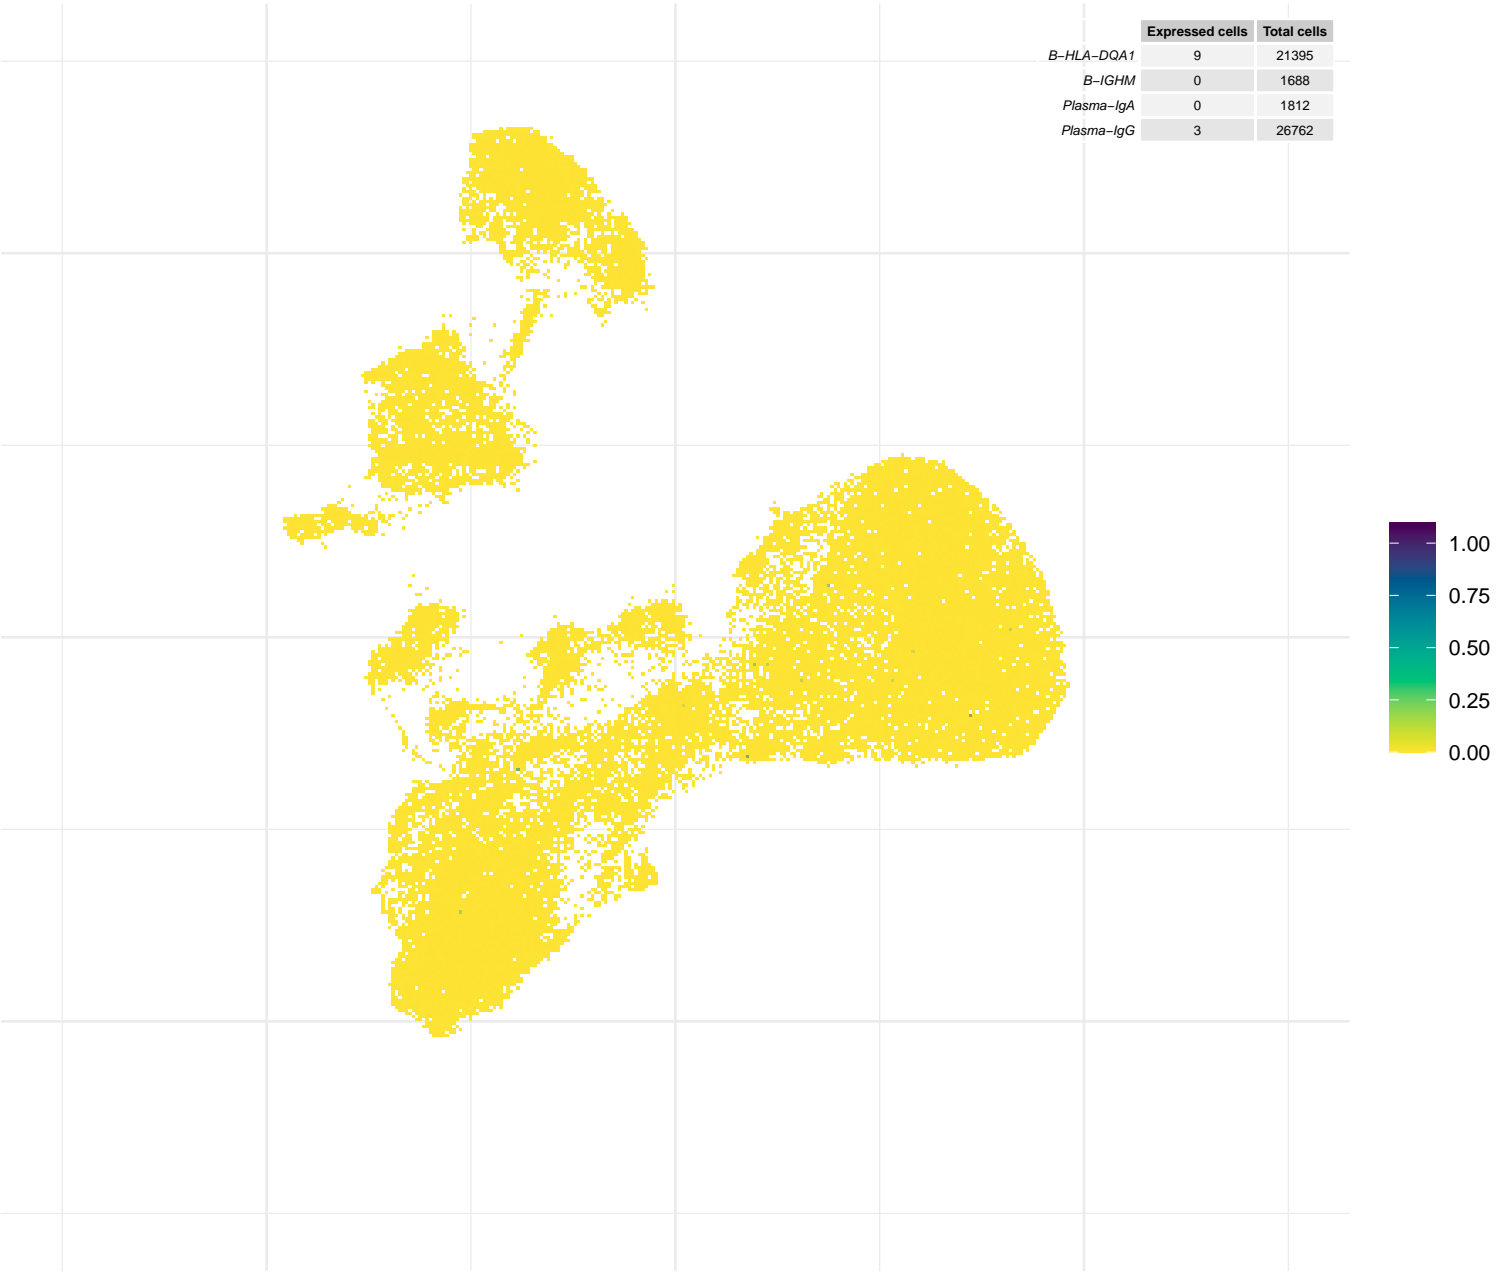 Expressed cells Total cells
B−HLA−DQA1 9 21395
B−IGHM 0 1688
Plasma−IgA 0 1812
Plasma−IgG 3 26762
1.00
0.75
0.50
0.25
0.00